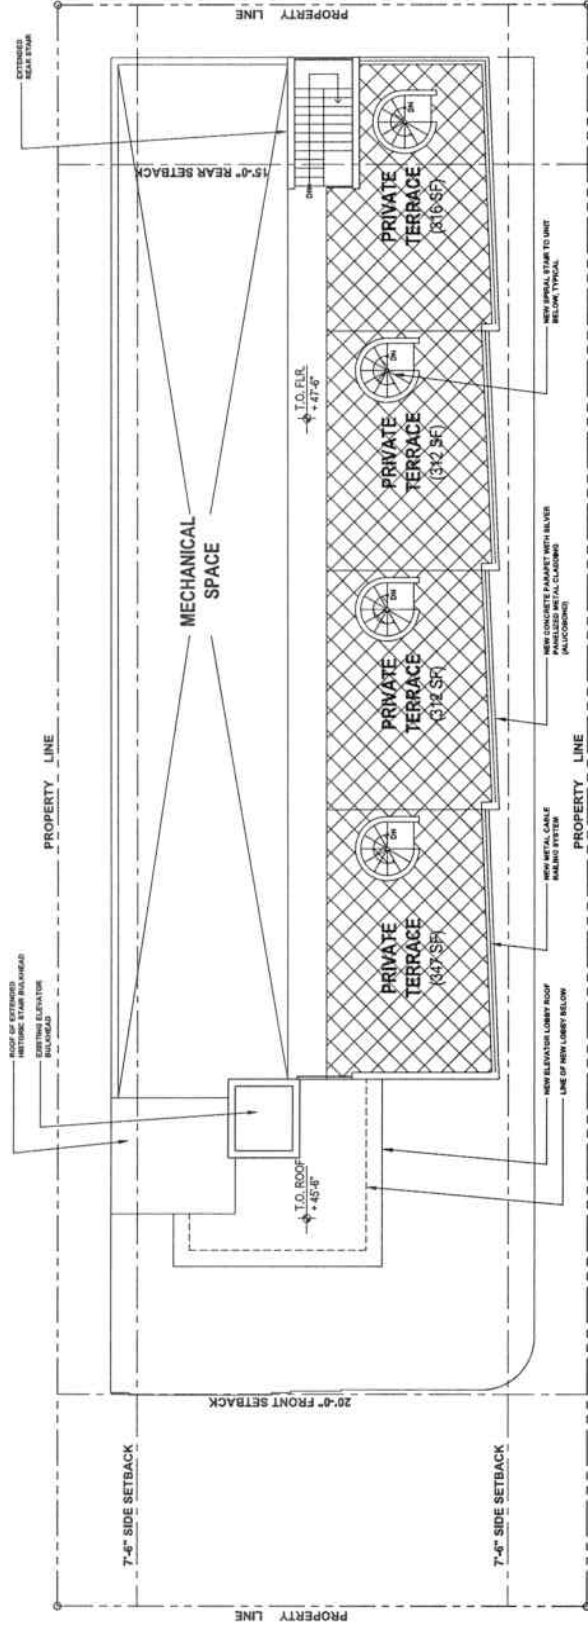 PROPERTY LINE
EXTENDED
REAR STAIR
15'-0" REAR SETBACK
PROPERTY LINE
ROOF OF EXTENDED
HISTORIC STAIR BULKHEAD
EXISTING ELEVATOR
BULKHEAD
MECHANICAL
SPACE
DN
T.O. FLR.
+ 47'-6"
T.O. ROOF
+ 45'-6"
PRIVATE
TERRACE
(347 SF)
DN
PRIVATE
TERRACE
(312 SF)
DN
PRIVATE
TERRACE
(312 SF)
DN
PRIVATE
TERRACE
(316 SF)
DN
NEW ELEVATOR LOBBY ROOF
LINE OF NEW LOBBY BELOW
NEW METAL CABLE
RAILING SYSTEM
NEW CONCRETE PARAPET WITH SILVER
PANELIZED METAL CLADDING
(ALUCOBOND)
NEW SPIRAL STAIR TO UNIT
BELOW, TYPICAL
PROPERTY LINE
20'-0" FRONT SETBACK
7'-6" SIDE SETBACK
7'-6" SIDE SETBACK
PROPERTY LINE